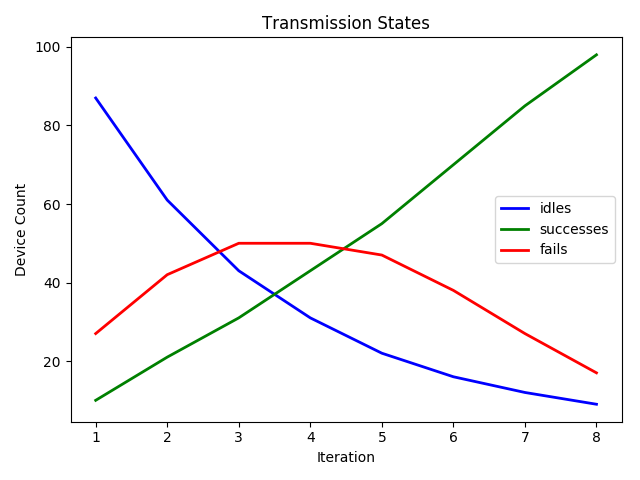 Transmission States
100
80
60
40
20
Device Count
idles
successes
fails
1 2 3 4 5 6 7 8
Iteration